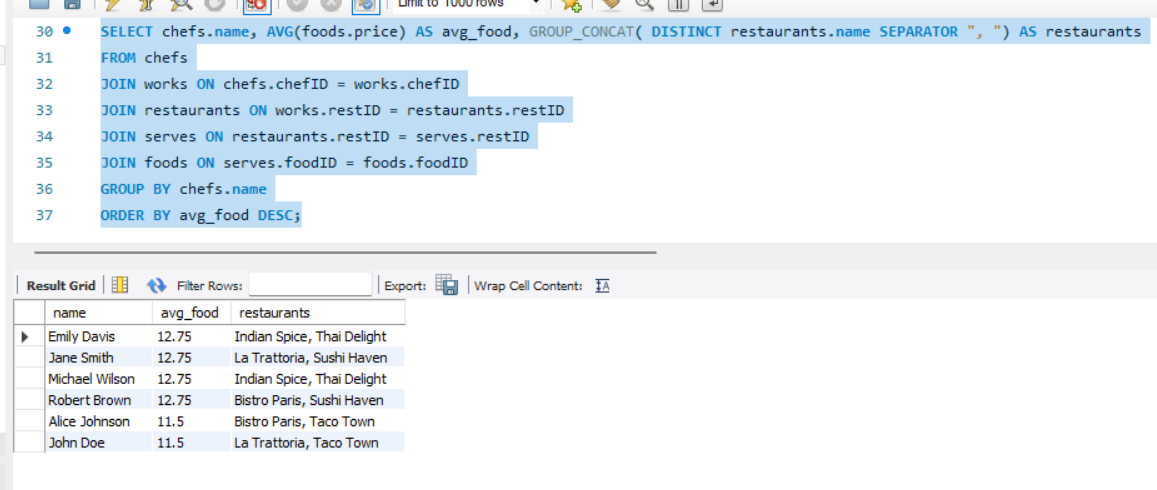 Limit to 1000 rows
30 SELECT chefs.name, AVG(foods.price) AS avg_food, GROUP_CONCAT( DISTINCT restaurants.name SEPARATOR ", ") AS restaurants
31 FROM chefs
32 JOIN works ON chefs.chefID = works.chefID
33 JOIN restaurants ON works.restID = restaurants.restID
34 JOIN serves ON restaurants.restID = serves.restID
35 JOIN foods ON serves.foodID = foods.foodID
36 GROUP BY chefs.name
37 ORDER BY avg_food DESC;
Result Grid Filter Rows: Export: Wrap Cell Content: IA
name avg_food restaurants
Emily Davis 12.75 Indian Spice, Thai Delight
Jane Smith 12.75 La Trattoria, Sushi Haven
Michael Wilson 12.75 Indian Spice, Thai Delight
Robert Brown 12.75 Bistro Paris, Sushi Haven
Alice Johnson 11.5 Bistro Paris, Taco Town
John Doe 11.5 La Trattoria, Taco Town